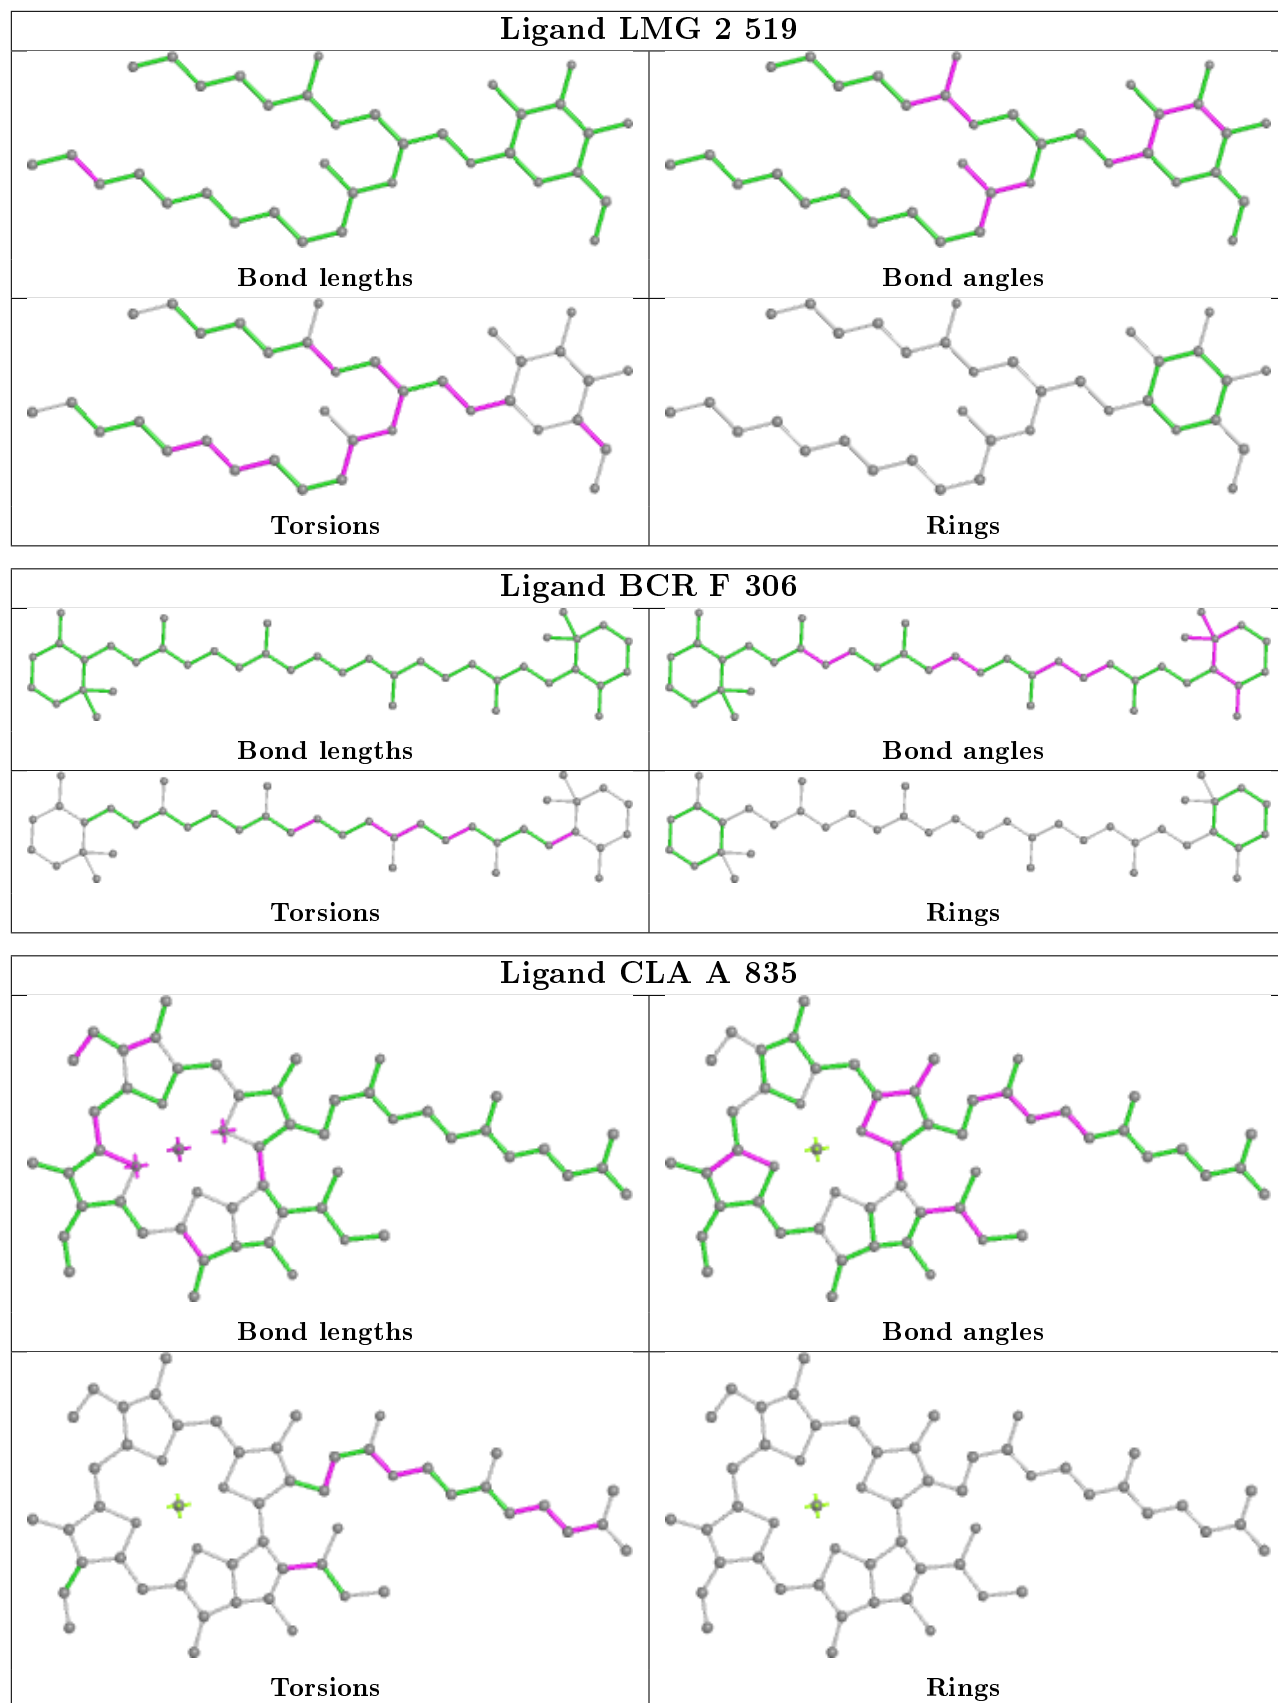 Ligand LMG 2 519
Bond lengths
Bond angles
Torsions
Rings
Ligand BCR F 306
Bond lengths
Bond angles
Torsions
Rings
Ligand CLA A 835
Bond lengths
Bond angles
Torsions
Rings